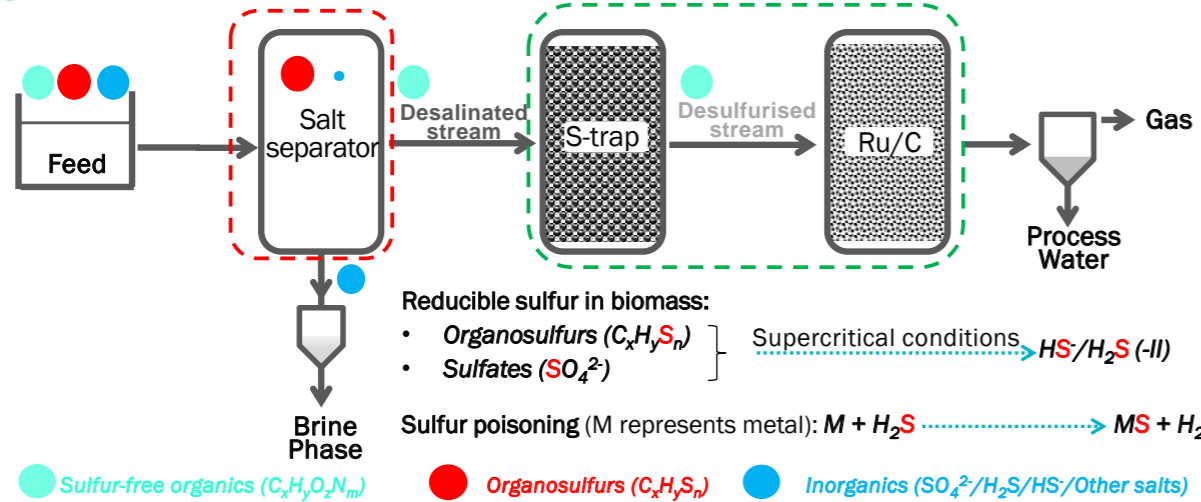 Feed
Salt
separator
Desalinated
stream
S-trap
Desulfurised
stream
Ru/C
Gas
Process
Water
Brine
Phase
Reducible sulfur in biomass:
• Organosulfurs (CxHySn)
• Sulfates (SO4²⁻)
Supercritical conditions
HS⁻/H2S (-II)
Sulfur poisoning (M represents metal): M + H2S MS + H2
Sulfur-free organics (CxHyOzNm)
Organosulfurs (CxHySn)
Inorganics (SO4²⁻/H2S/HS⁻/Other salts)